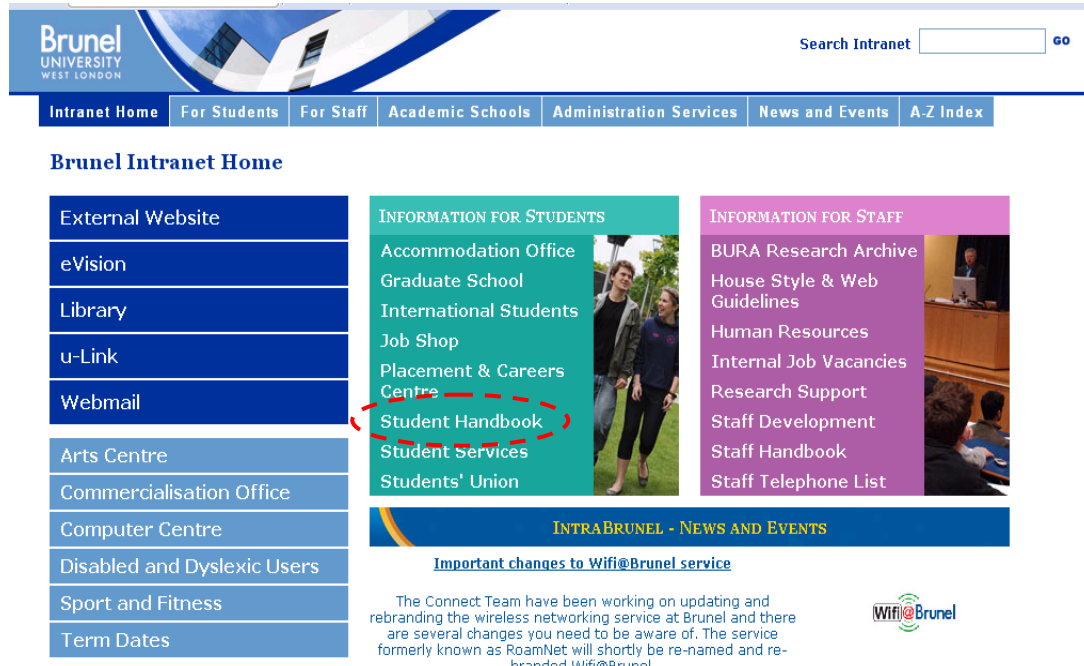 Brunel
UNIVERSITY
WEST LONDON
Search Intranet
GO
Intranet Home
For Students
For Staff
Academic Schools
Administration Services
News and Events
A-Z Index
Brunel Intranet Home
External Website
eVision
Library
u-Link
Webmail
Arts Centre
Commercialisation Office
Computer Centre
Disabled and Dyslexic Users
Sport and Fitness
Term Dates
INFORMATION FOR STUDENTS
Accommodation Office
Graduate School
International Students
Job Shop
Placement & Careers
Centre
Student Handbook
Student Services
Students' Union
INFORMATION FOR STAFF
BURA Research Archive
House Style & Web
Guidelines
Human Resources
Internal Job Vacancies
Research Support
Staff Development
Staff Handbook
Staff Telephone List
INTRABRUNEL - NEWS AND EVENTS
Important changes to Wifi@Brunel service
The Connect Team have been working on updating and
rebranding the wireless networking service at Brunel and there
are several changes you need to be aware of. The service
formerly known as RoamNet will shortly be re-named and re-
branded Wifi@Brunel
Wifi@Brunel